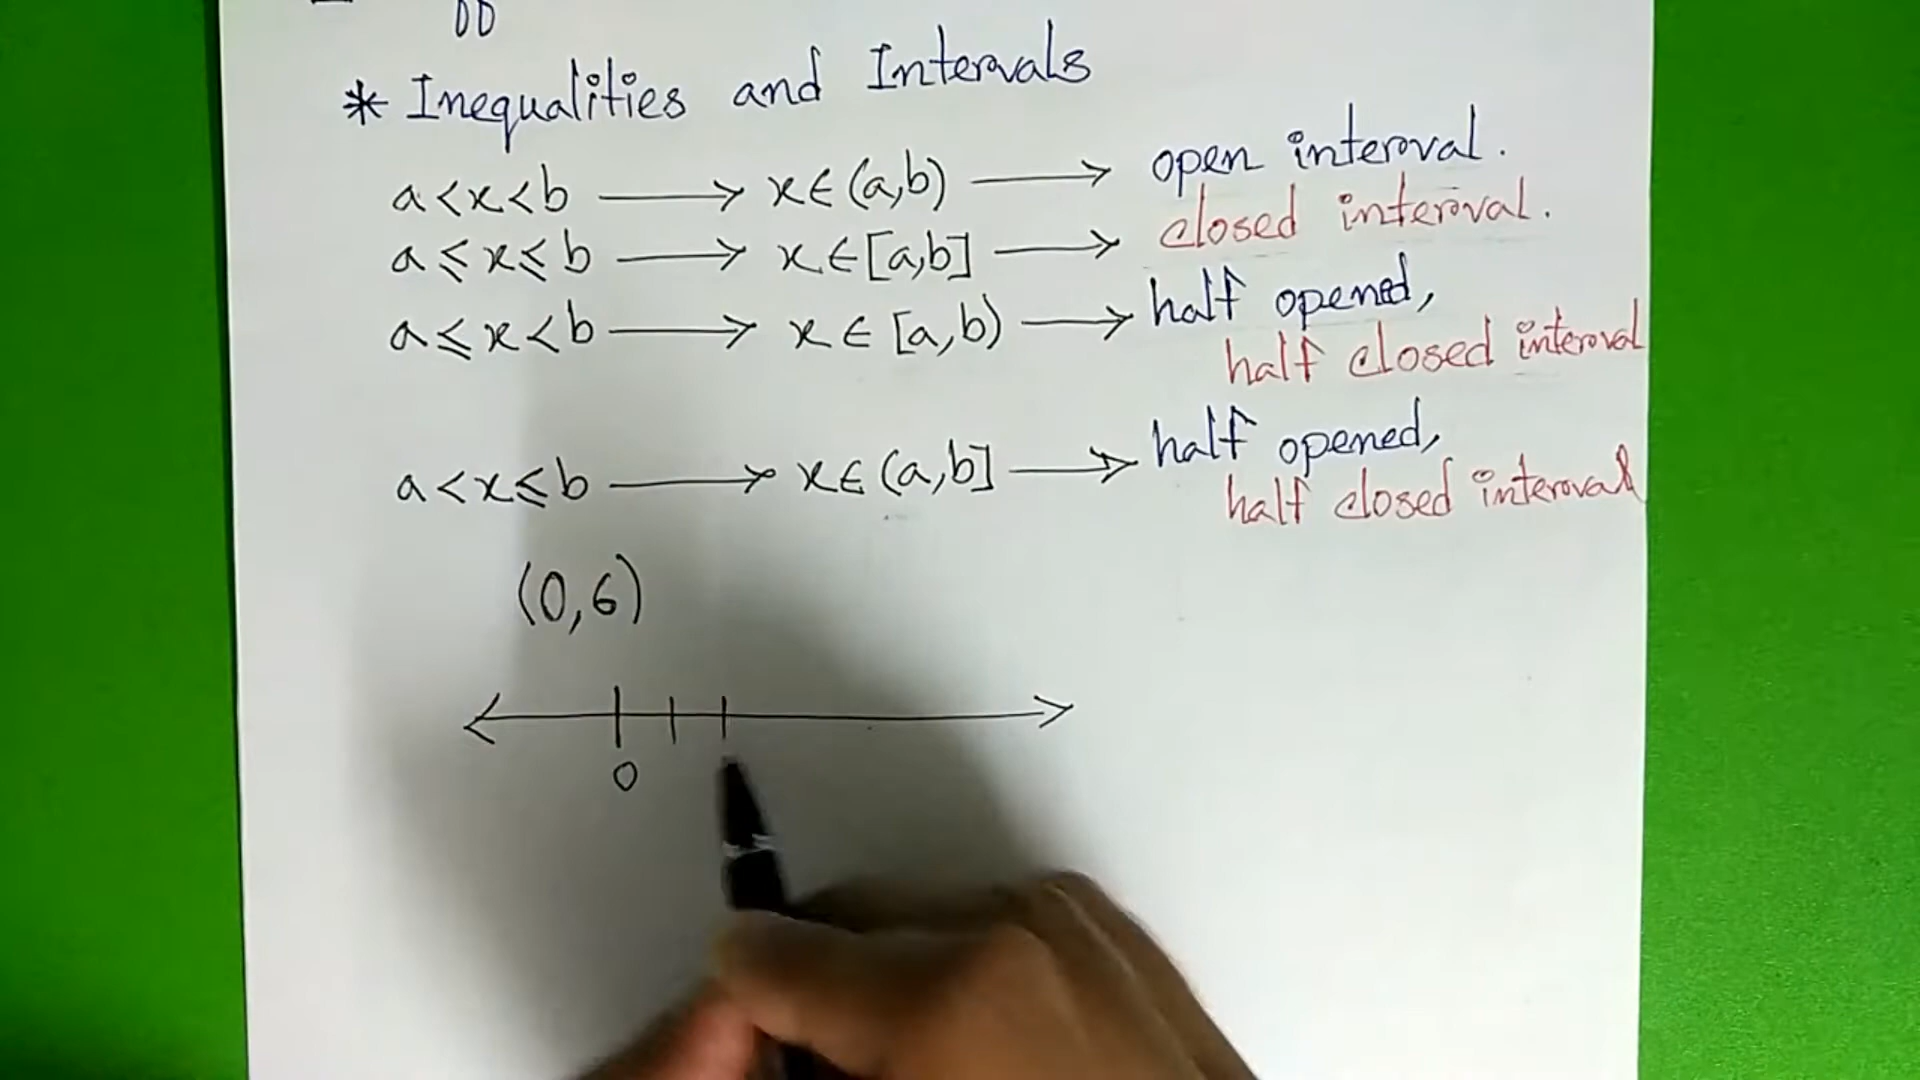 * Inequalities and Intervals
a<x<b → x∈(a,b) → open interval.
a⩽x⩽b → x∈[a,b] → closed interval.
a⩽x<b → x∈[a,b) → half opened,
half closed interval
a<x⩽b → x∈(a,b] → half opened,
half closed interval
(0,6)
0